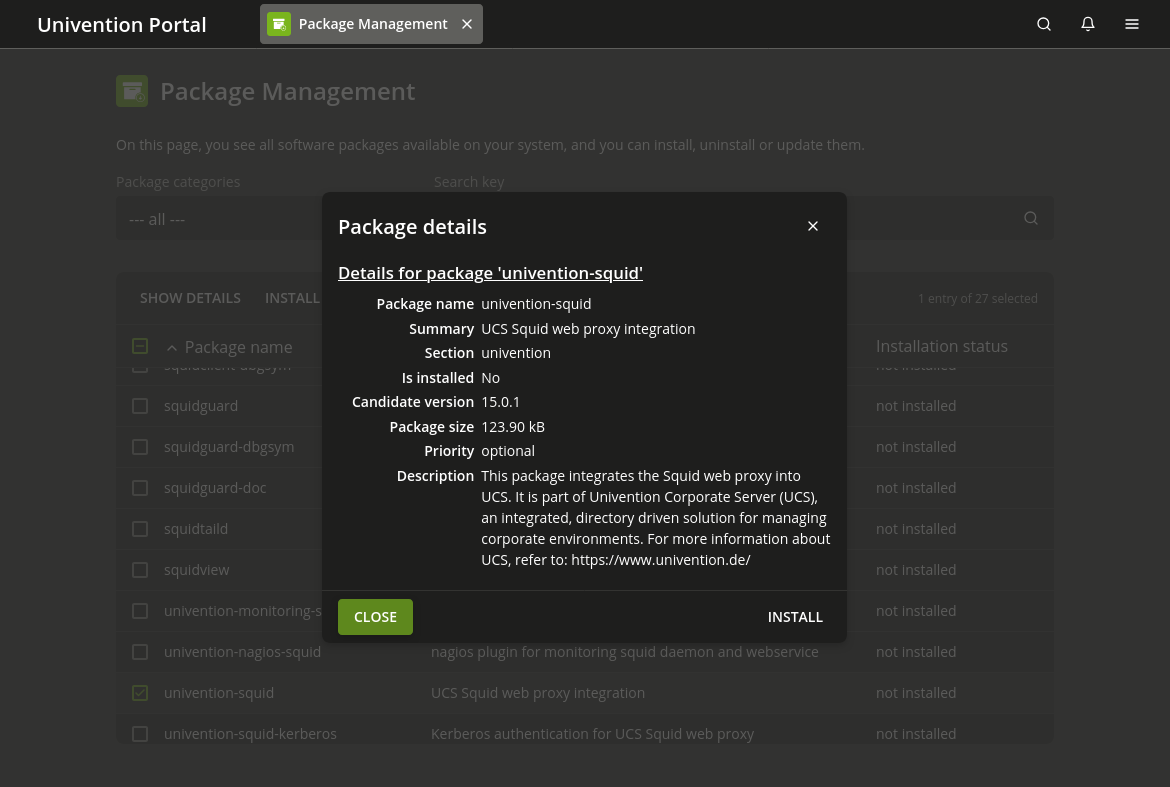 Univention Portal
Package Management
Package Management
On this page, you see all software packages available on your system, and you can install, uninstall or update them.
Package categories
Search key
--- all ---
SHOW DETAILS
INSTALL
1 entry of 27 selected
Package name
Installation status
squidclient-dbgsym
not installed
squidguard
not installed
squidguard-dbgsym
not installed
squidguard-doc
not installed
squidtaild
not installed
squidview
not installed
univention-monitoring-s
not installed
univention-nagios-squid
nagios plugin for monitoring squid daemon and webservice
not installed
univention-squid
UCS Squid web proxy integration
not installed
univention-squid-kerberos
Kerberos authentication for UCS Squid web proxy
not installed
Package details
Details for package 'univention-squid'
Package name univention-squid
Summary UCS Squid web proxy integration
Section univention
Is installed No
Candidate version 15.0.1
Package size 123.90 kB
Priority optional
Description This package integrates the Squid web proxy into
UCS. It is part of Univention Corporate Server (UCS),
an integrated, directory driven solution for managing
corporate environments. For more information about
UCS, refer to: https://www.univention.de/
CLOSE
INSTALL